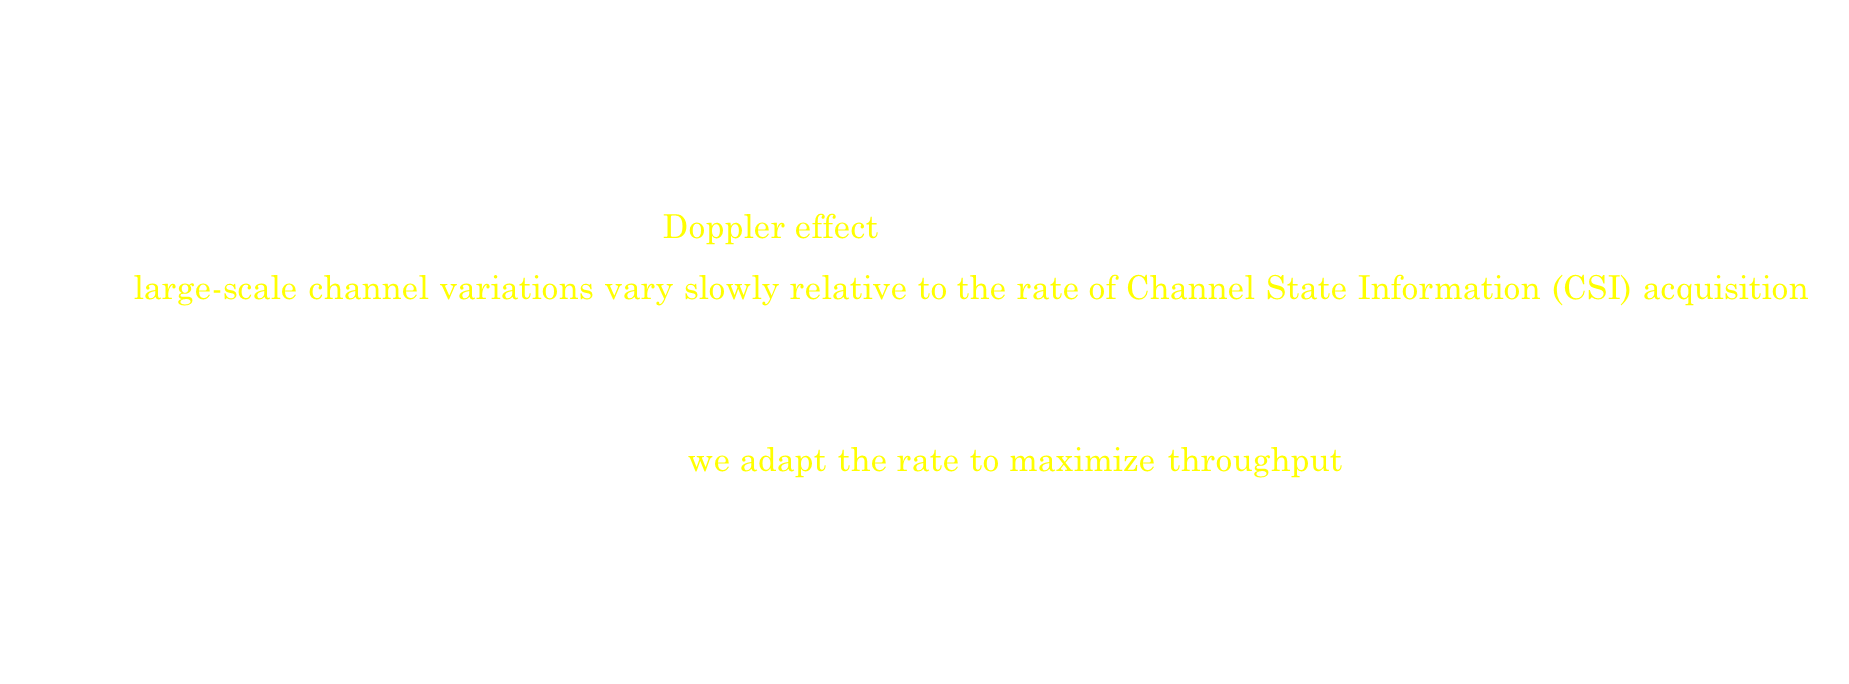 Doppler effect
large-scale channel variations vary slowly relative to the rate of Channel State Information (CSI) acquisition
we adapt the rate to maximize throughput